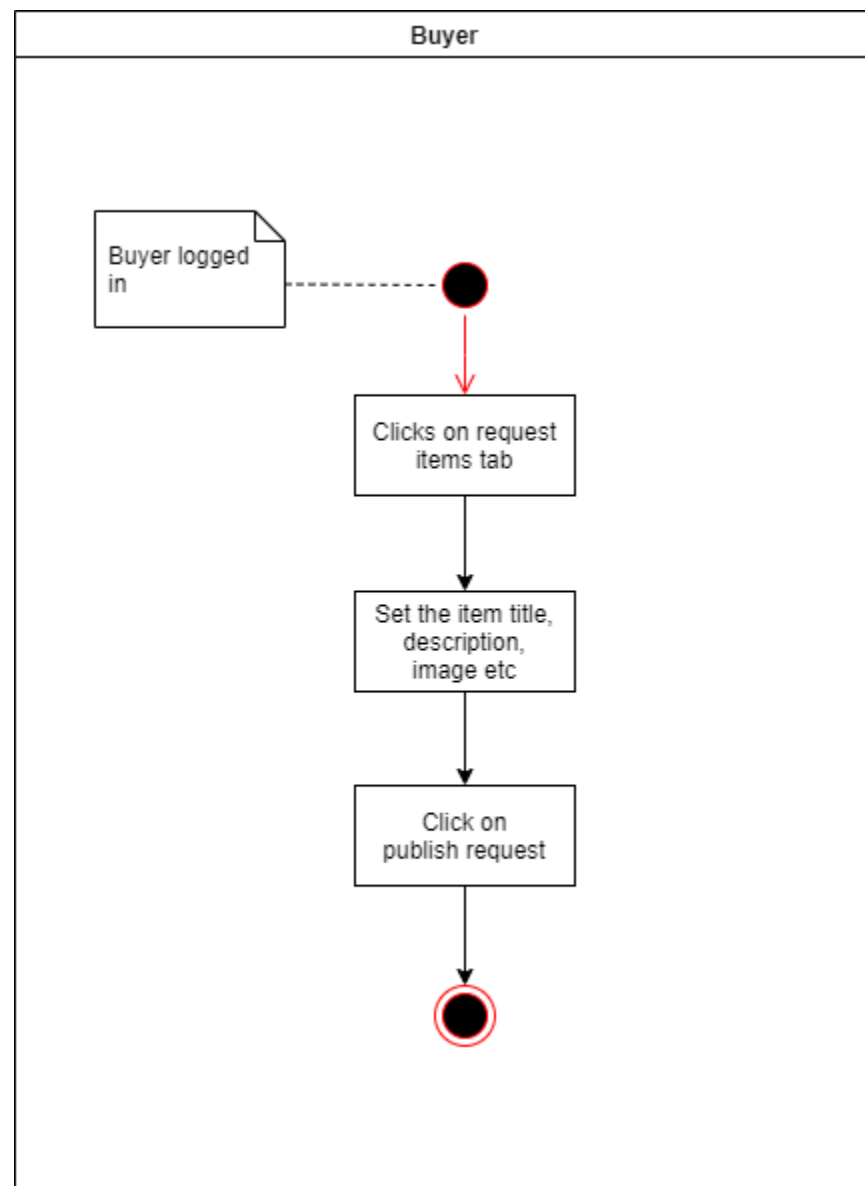 Buyer
Buyer logged
in
Clicks on request
items tab
Set the item title,
description,
image etc
Click on
publish request